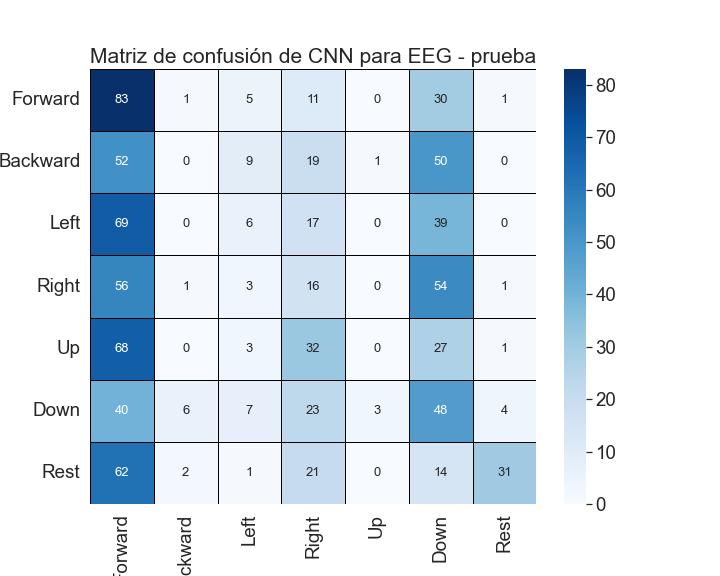 Matriz de confusión de CNN para EEG - prueba
Forward 83 1 5 11 0 30 1
Backward 52 0 9 19 1 50 0
Left 69 0 6 17 0 39 0
Right 56 1 3 16 0 54 1
Up 68 0 3 32 0 27 1
Down 40 6 7 23 3 48 4
Rest 62 2 1 21 0 14 31
Forward ckward Left Right Up Down Rest
80
70
60
50
40
30
20
10
0